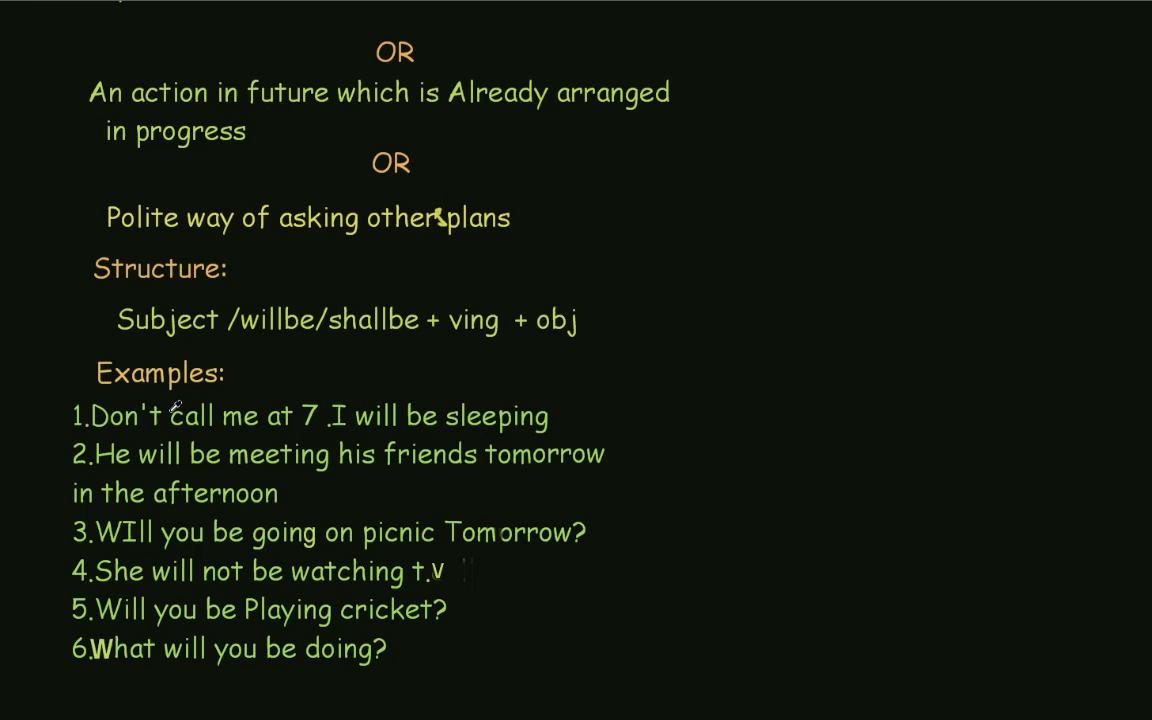 OR
An action in future which is Already arranged
in progress
OR
Polite way of asking other plans
Structure:
Subject /willbe/shallbe + ving + obj
Examples:
1.Don't call me at 7 .I will be sleeping
2.He will be meeting his friends tomorrow
in the afternoon
3.WIll you be going on picnic Tomorrow?
4.She will not be watching t.v
5.Will you be Playing cricket?
6.What will you be doing?